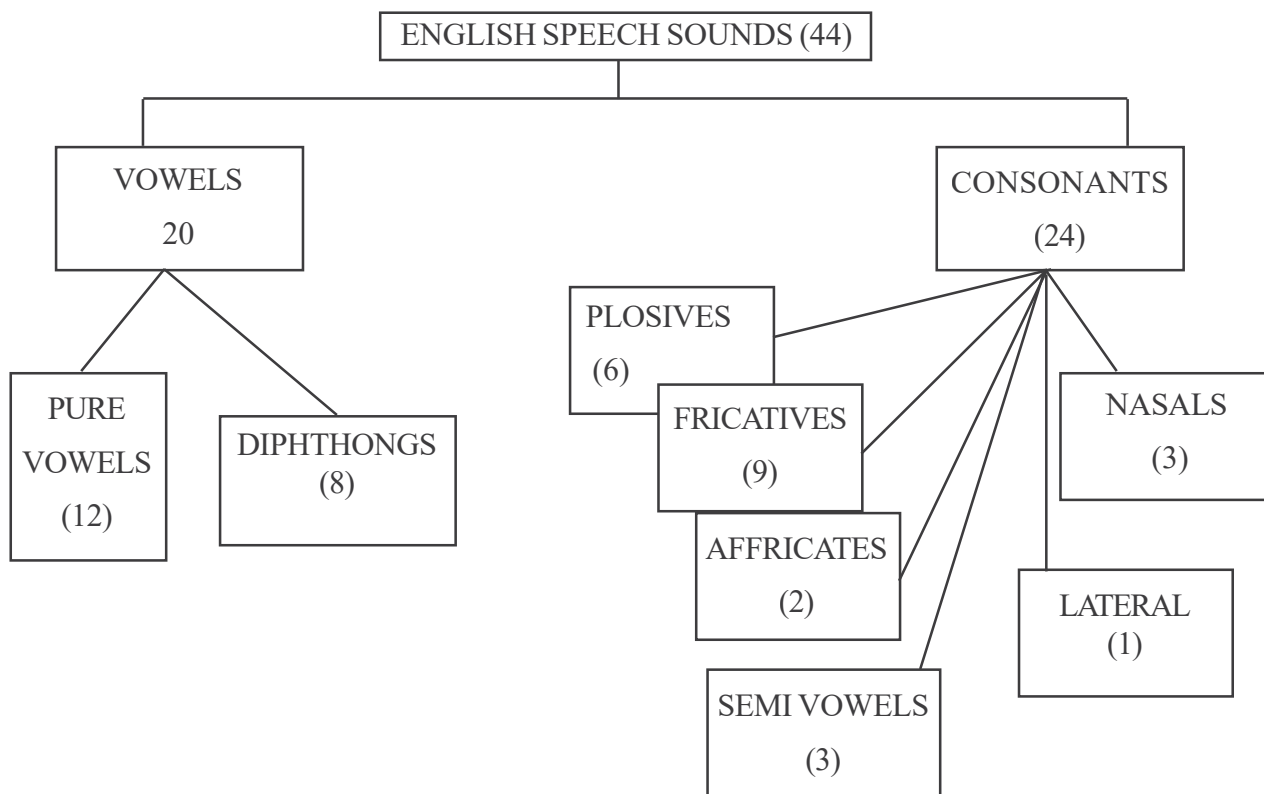 ENGLISH SPEECH SOUNDS (44)
VOWELS
20
CONSONANTS
(24)
PURE
VOWELS
(12)
DIPHTHONGS
(8)
PLOSIVES
(6)
FRICATIVES
(9)
AFFRICATES
(2)
SEMI VOWELS
(3)
LATERAL
(1)
NASALS
(3)